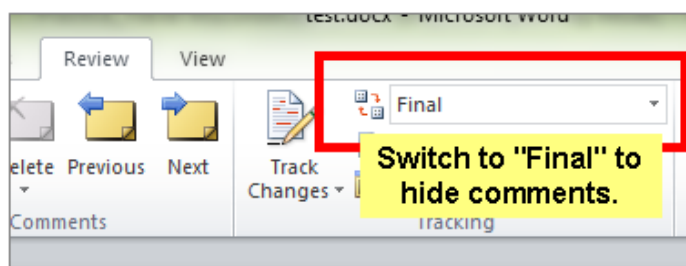 test.docx - Microsoft Word
Review View
Final
elete Previous Next Track
Changes
Switch to "Final" to
hide comments.
Comments Tracking